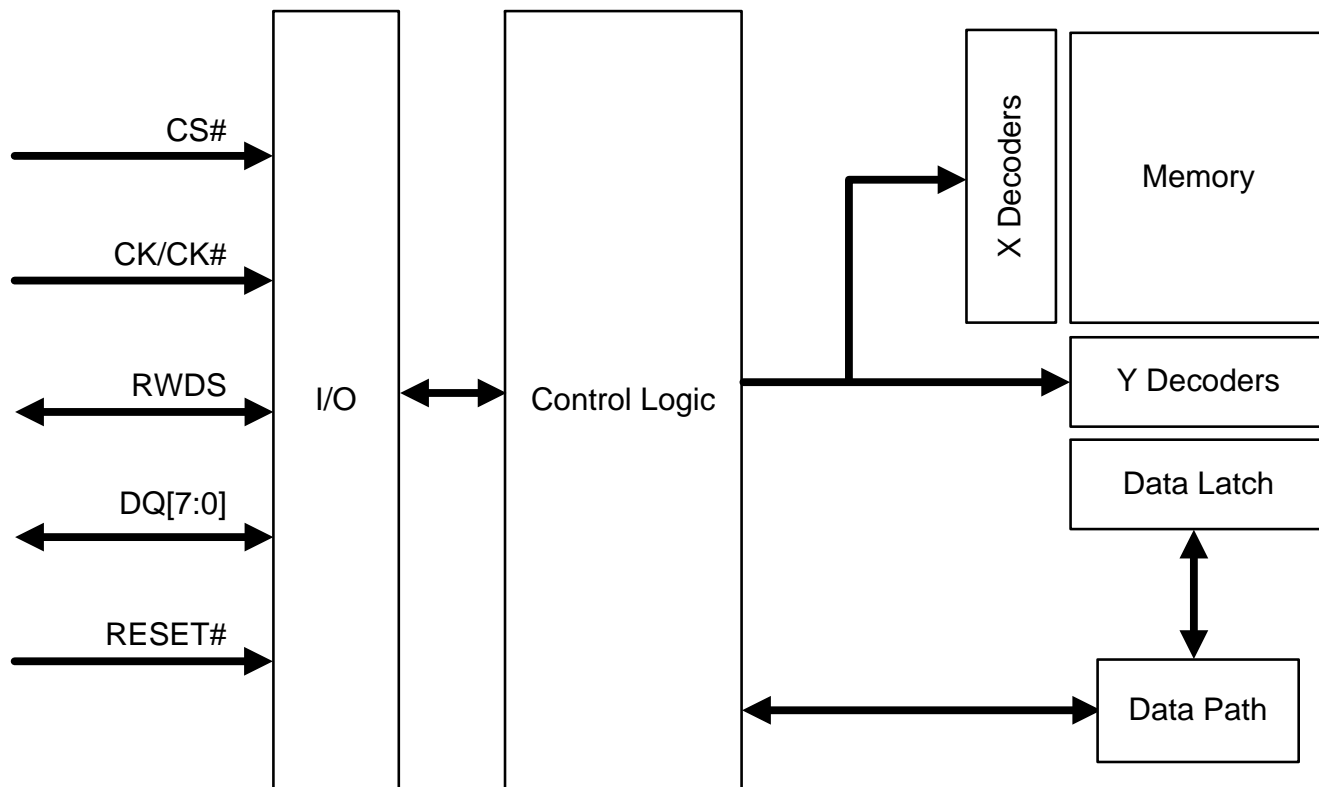 CS#
CK/CK#
RWDS
DQ[7:0]
RESET#
I/O
Control Logic
X Decoders
Memory
Y Decoders
Data Latch
Data Path